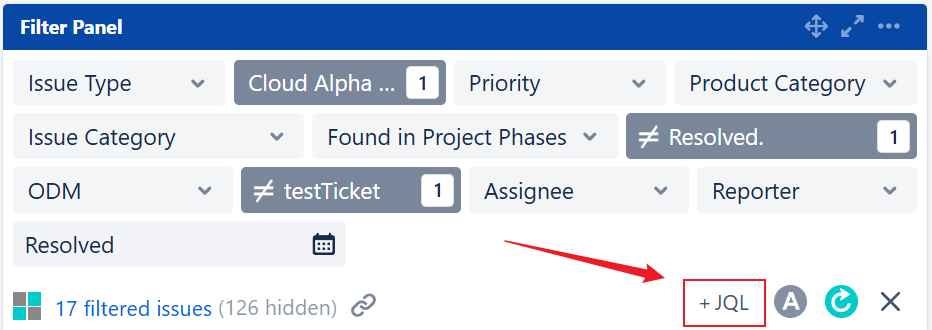 Filter Panel
Issue Type Cloud Alpha ... 1 Priority Product Category
Issue Category Found in Project Phases ≠ Resolved. 1
ODM ≠ testTicket 1 Assignee Reporter
Resolved
17 filtered issues (126 hidden) + JQL A